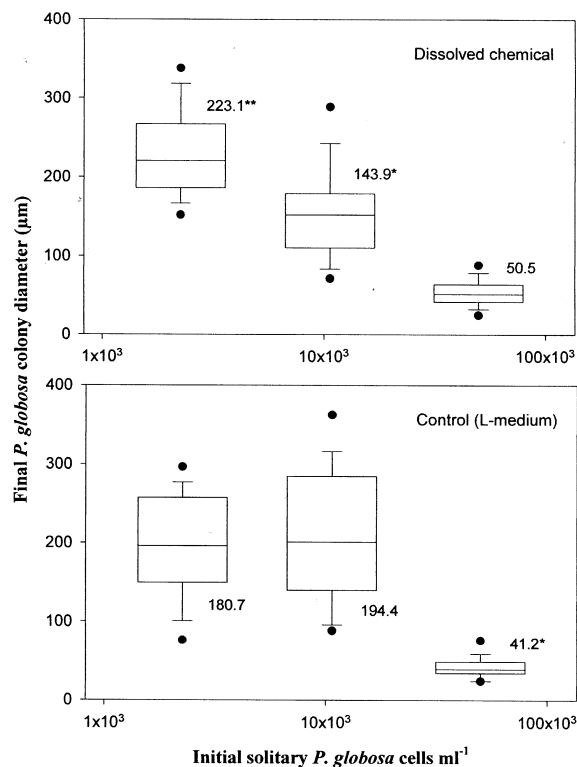 Final P. globosa colony diameter (μm)
400
300
200
100
0
Dissolved chemical
223.1**
143.9*
50.5
1x10³
10x10³
100x10³
400
300
200
100
0
Control (L-medium)
180.7
194.4
41.2*
1x10³
10x10³
100x10³
Initial solitary P. globosa cells ml⁻¹